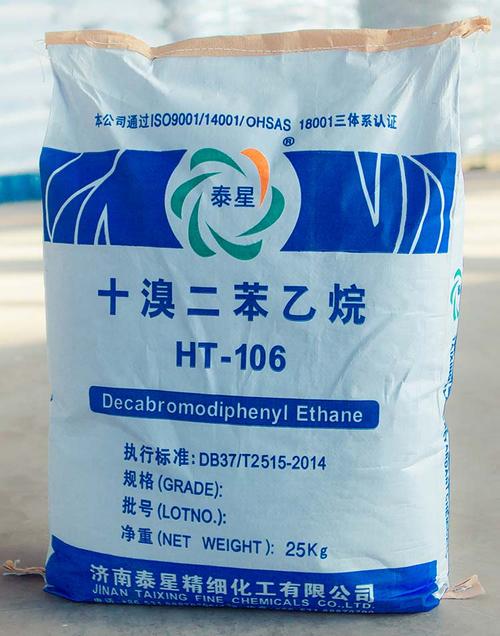 本公司通过ISO9001/14001/OHSAS 18001三体系认证
®
泰星
十溴二苯乙烷
HT-106
Decabromodiphenyl Ethane
执行标准:DB37/T2515-2014
规格(GRADE):
批号(LOTNO.):
净重(NET WEIGHT): 25Kg
济南泰星精细化工有限公司
JINAN TAIXING FINE CHEMICALS CO.,LTD.